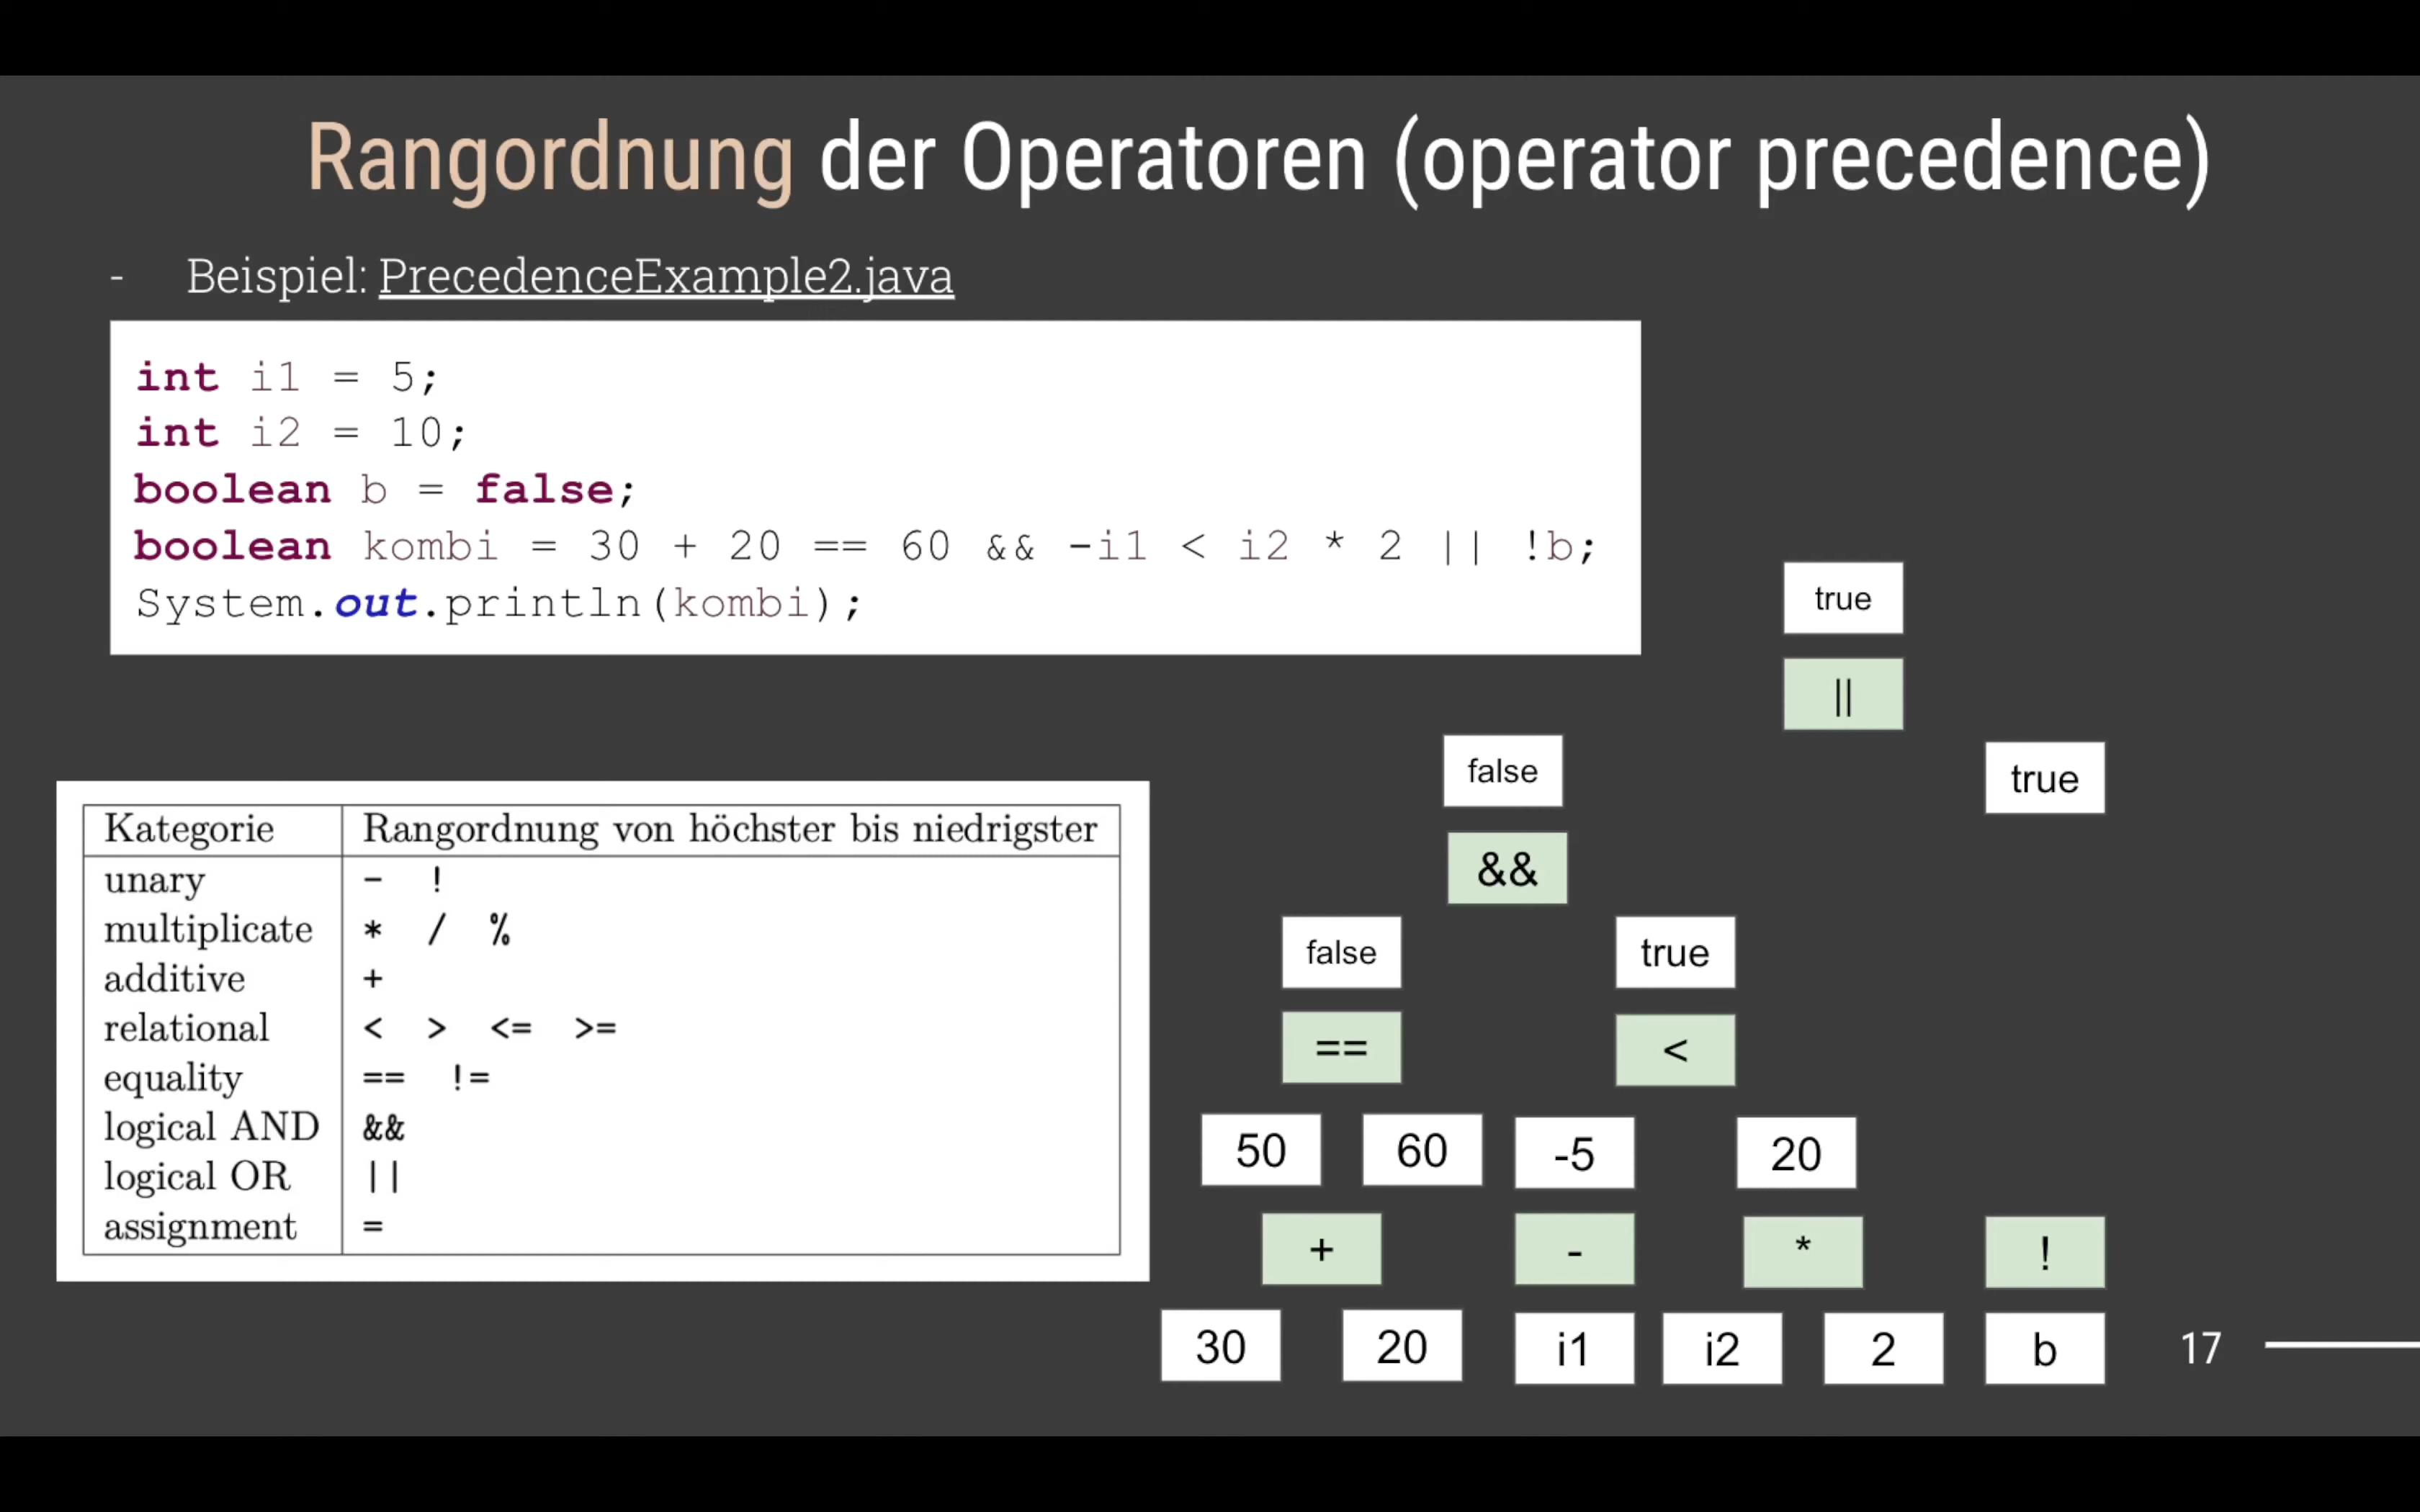 Rangordnung der Operatoren (operator precedence)
- Beispiel: PrecedenceExample2.java
int i1 = 5;
int i2 = 10;
boolean b = false;
boolean kombi = 30 + 20 == 60 && -i1 < i2 * 2 || !b;
System.out.println(kombi);
Kategorie Rangordnung von höchster bis niedrigster
unary - !
multiplicate * / %
additive +
relational < > <= >=
equality == !=
logical AND &&
logical OR ||
assignment =
true
||
false true
&&
false true
== <
50 60 -5 20
+ - * !
30 20 i1 i2 2 b
17